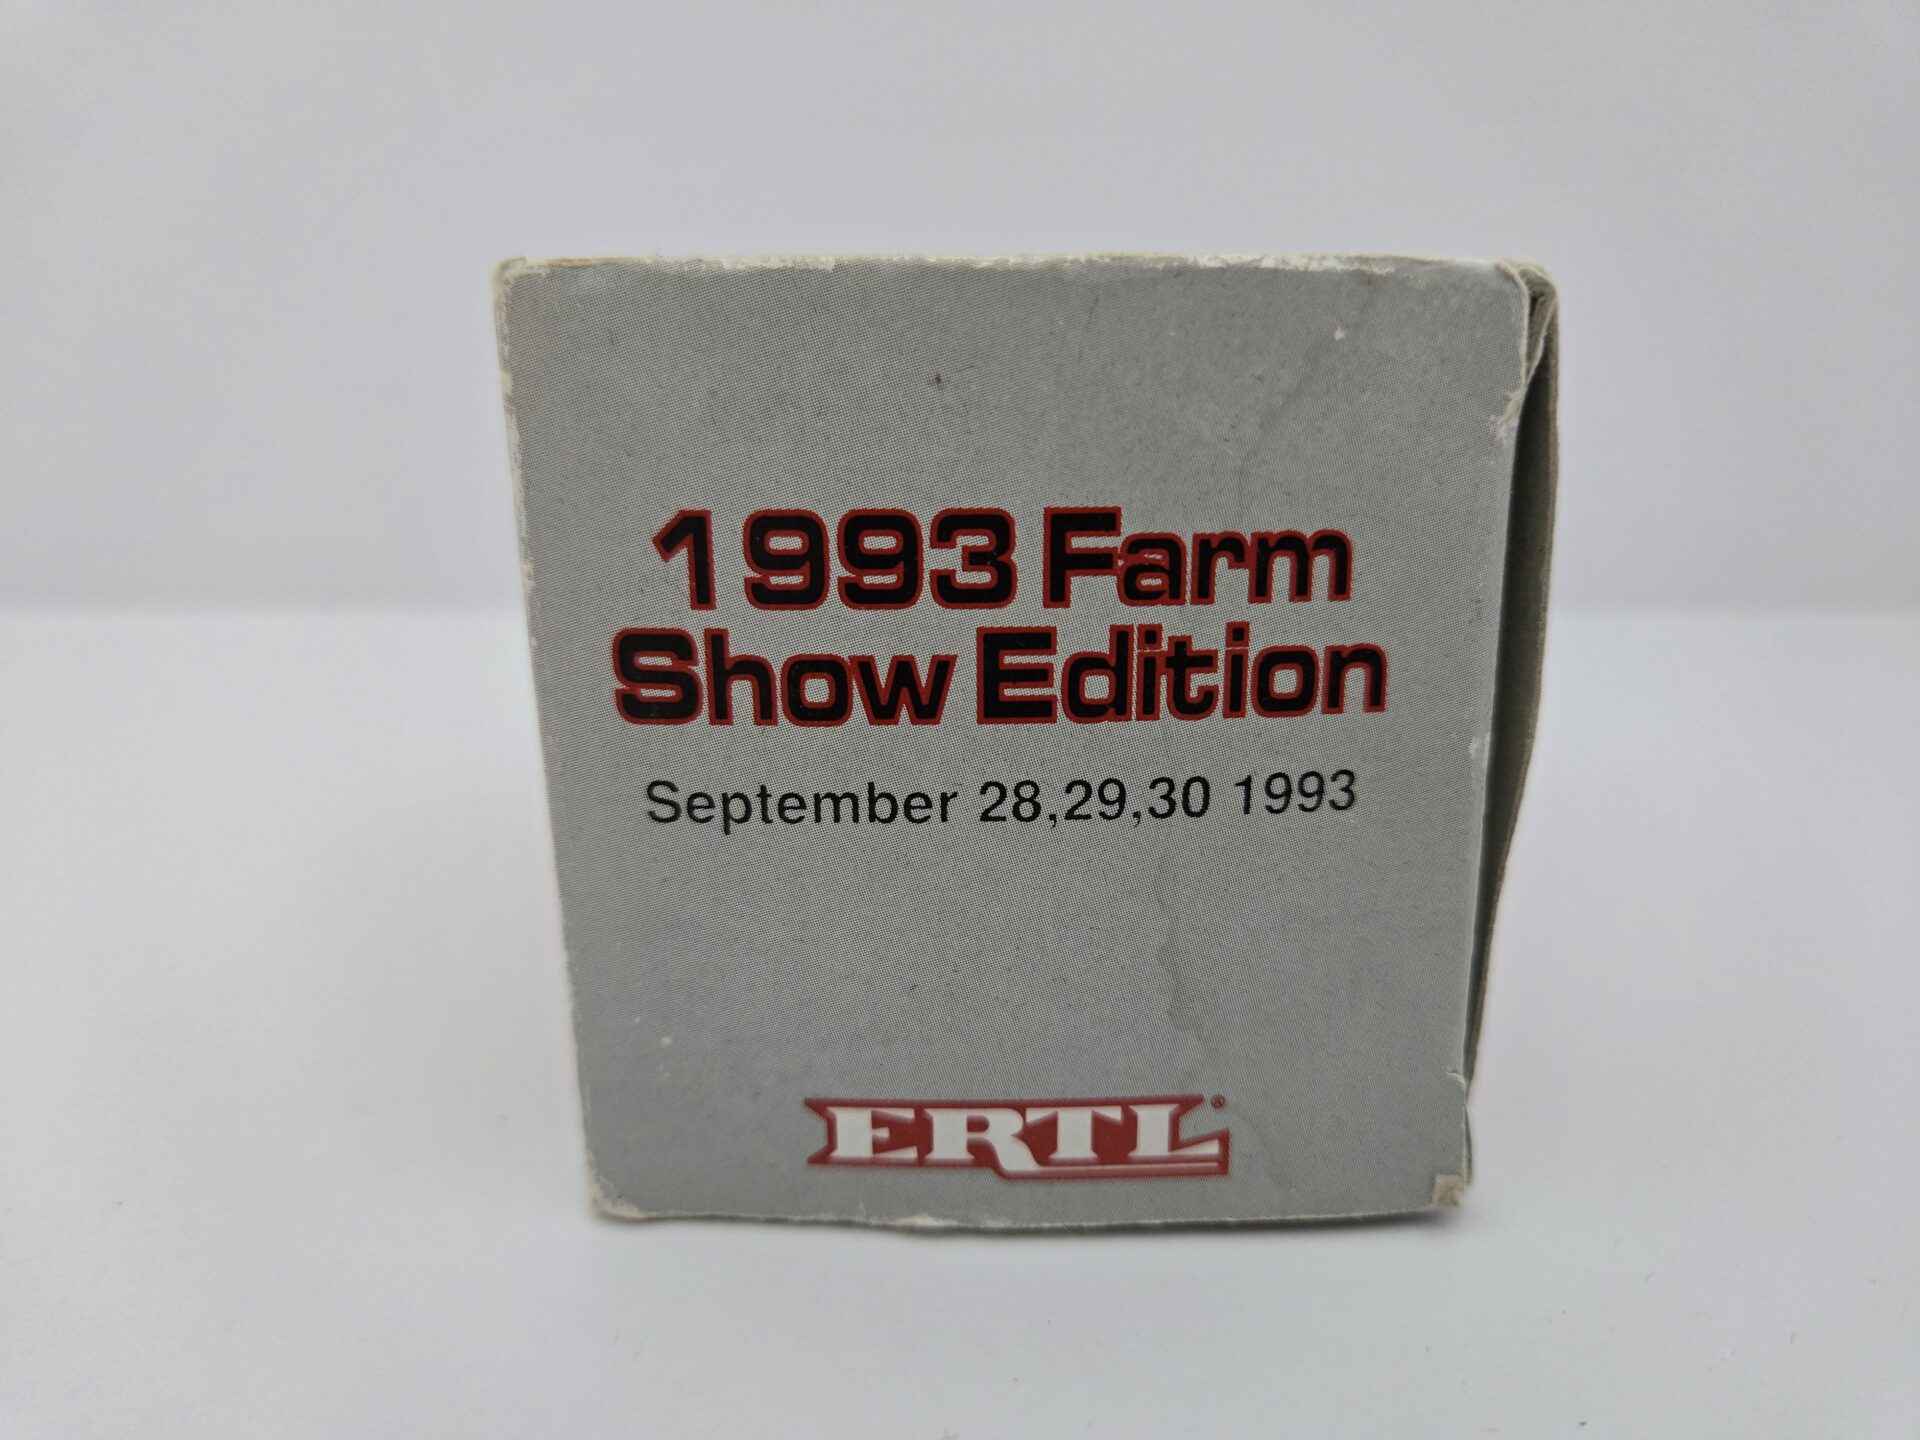 1993 Farm
Show Edition
September 28,29,30 1993
ERTL®